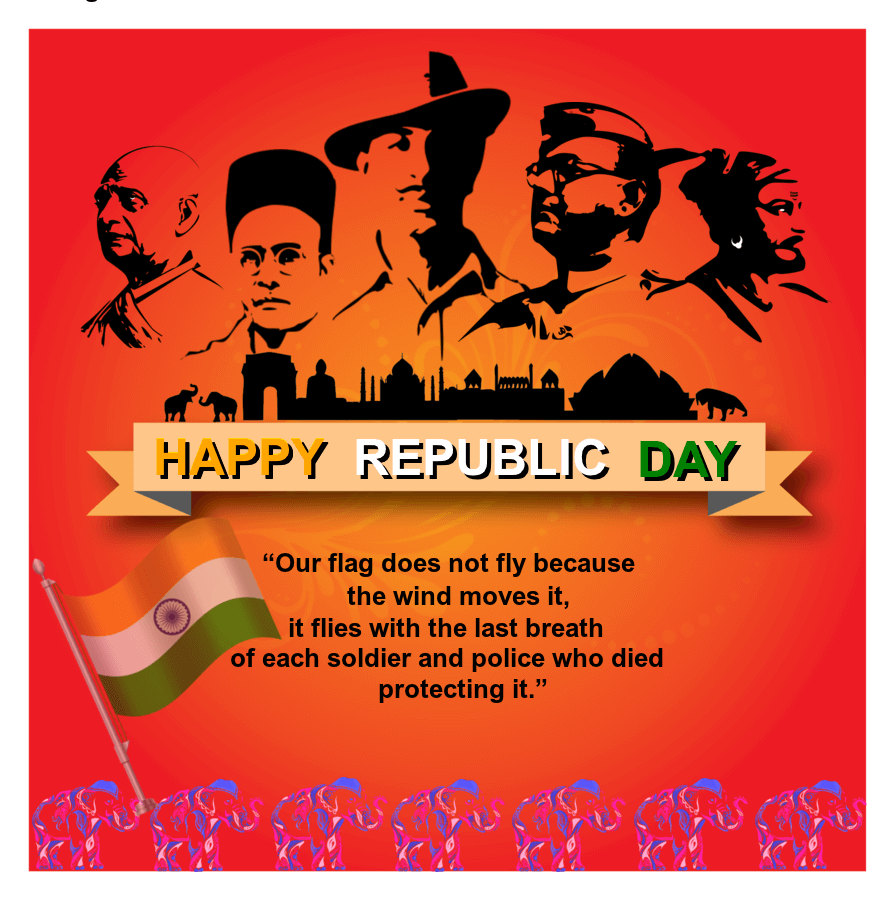 HAPPY REPUBLIC DAY
“Our flag does not fly because
the wind moves it,
it flies with the last breath
of each soldier and police who died
protecting it.”